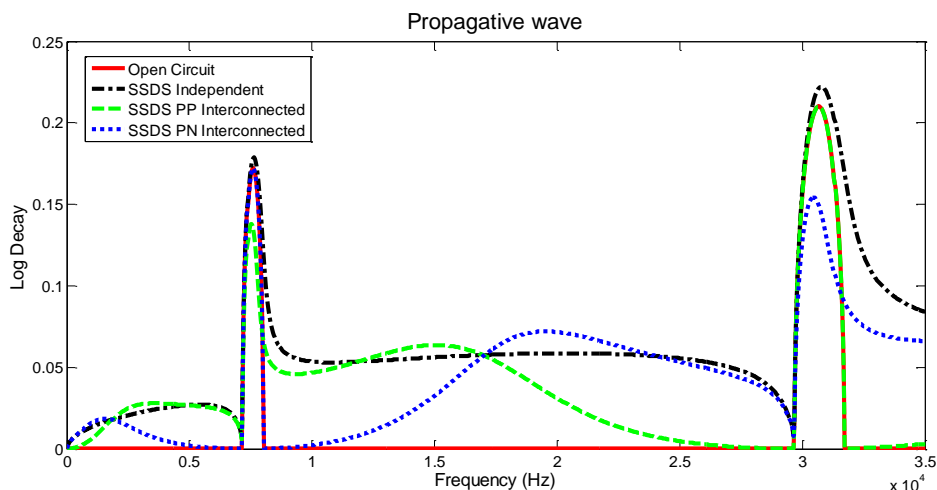 Propagative wave
0.25
0.2
0.15
0.1
0.05
0
Log Decay
Open Circuit
SSDS Independent
SSDS PP Interconnected
SSDS PN Interconnected
0 0.5 1 1.5 2 2.5 3 3.5
x 10⁴
Frequency (Hz)